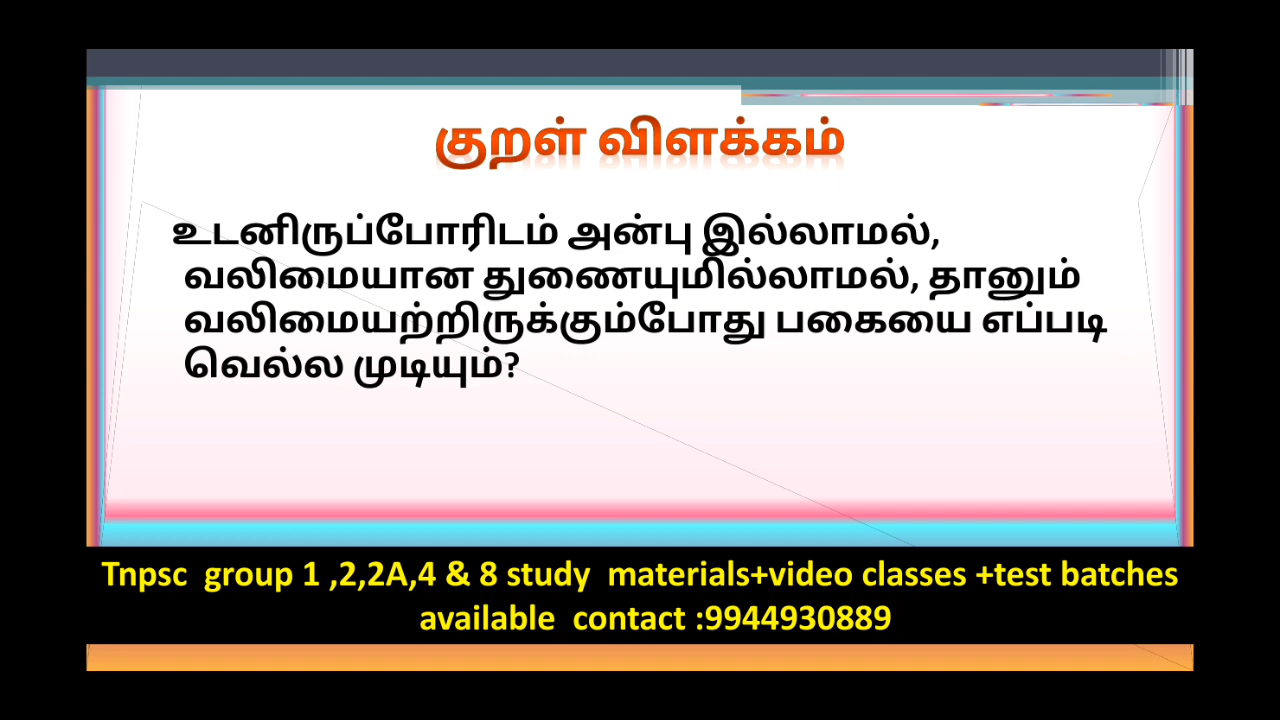 குறள் விளக்கம்
உடனிருப்போரிடம் அன்பு இல்லாமல்,
வலிமையான துணையுமில்லாமல், தானும்
வலிமையற்றிருக்கும்போது பகையை எப்படி
வெல்ல முடியும்?
Tnpsc group 1 ,2,2A,4 & 8 study materials+video classes +test batches
available contact :9944930889